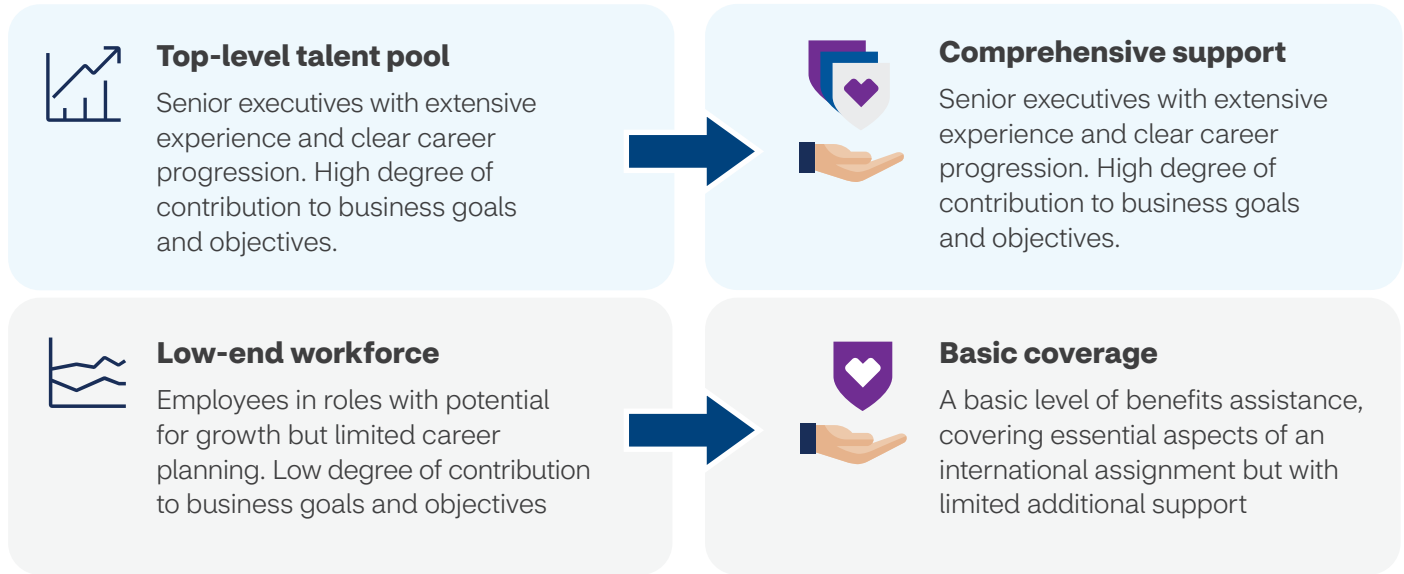 Top-level talent pool
Senior executives with extensive
experience and clear career
progression. High degree of
contribution to business goals
and objectives.
Comprehensive support
Senior executives with extensive
experience and clear career
progression. High degree of
contribution to business goals
and objectives.
Low-end workforce
Employees in roles with potential
for growth but limited career
planning. Low degree of contribution
to business goals and objectives
Basic coverage
A basic level of benefits assistance,
covering essential aspects of an
international assignment but with
limited additional support